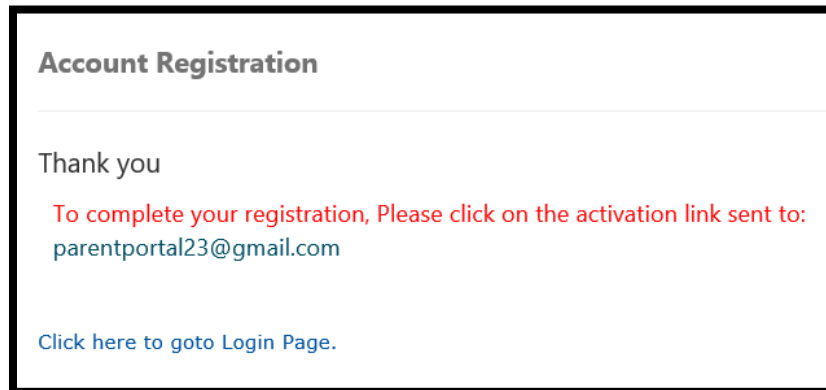 Account Registration
Thank you
To complete your registration, Please click on the activation link sent to:
parentportal23@gmail.com
Click here to goto Login Page.